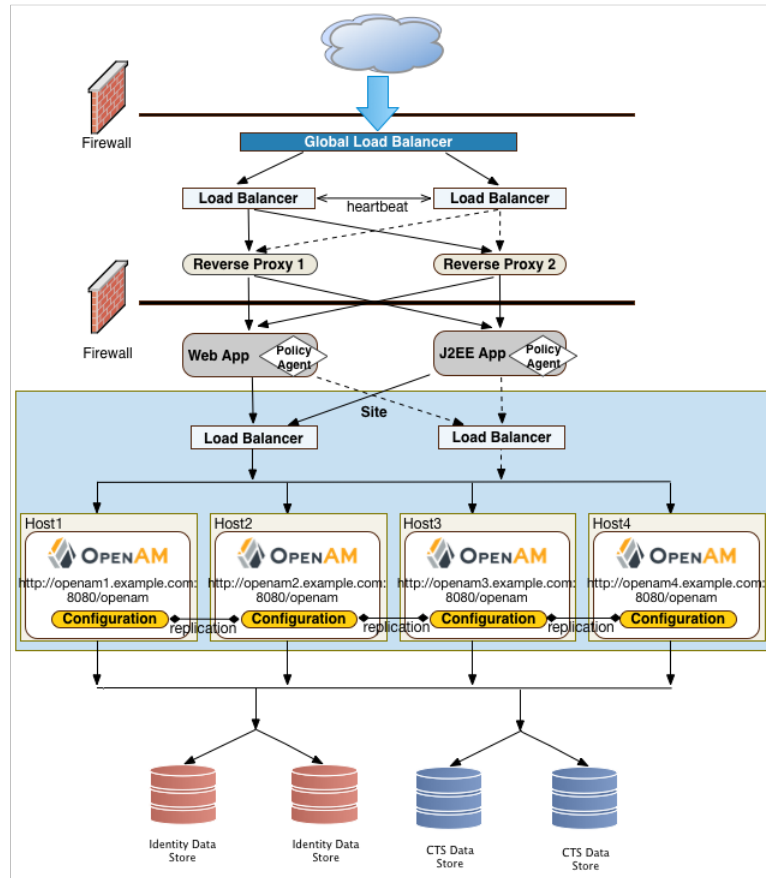 Firewall
Global Load Balancer
Load Balancer
Load Balancer
heartbeat
Reverse Proxy 1
Reverse Proxy 2
Firewall
Web App
Policy
Agent
J2EE App
Policy
Agent
Site
Load Balancer
Load Balancer
Host1
Host2
Host3
Host4
OPENAM
OPENAM
OPENAM
OPENAM
http://openam1.example.com:
8080/openam
http://openam2.example.com:
8080/openam
http://openam3.example.com:
8080/openam
http://openam4.example.com:
8080/openam
Configuration
replication
Configuration
replication
Configuration
replication
Configuration
Identity Data
Store
Identity Data
Store
CTS Data
Store
CTS Data
Store